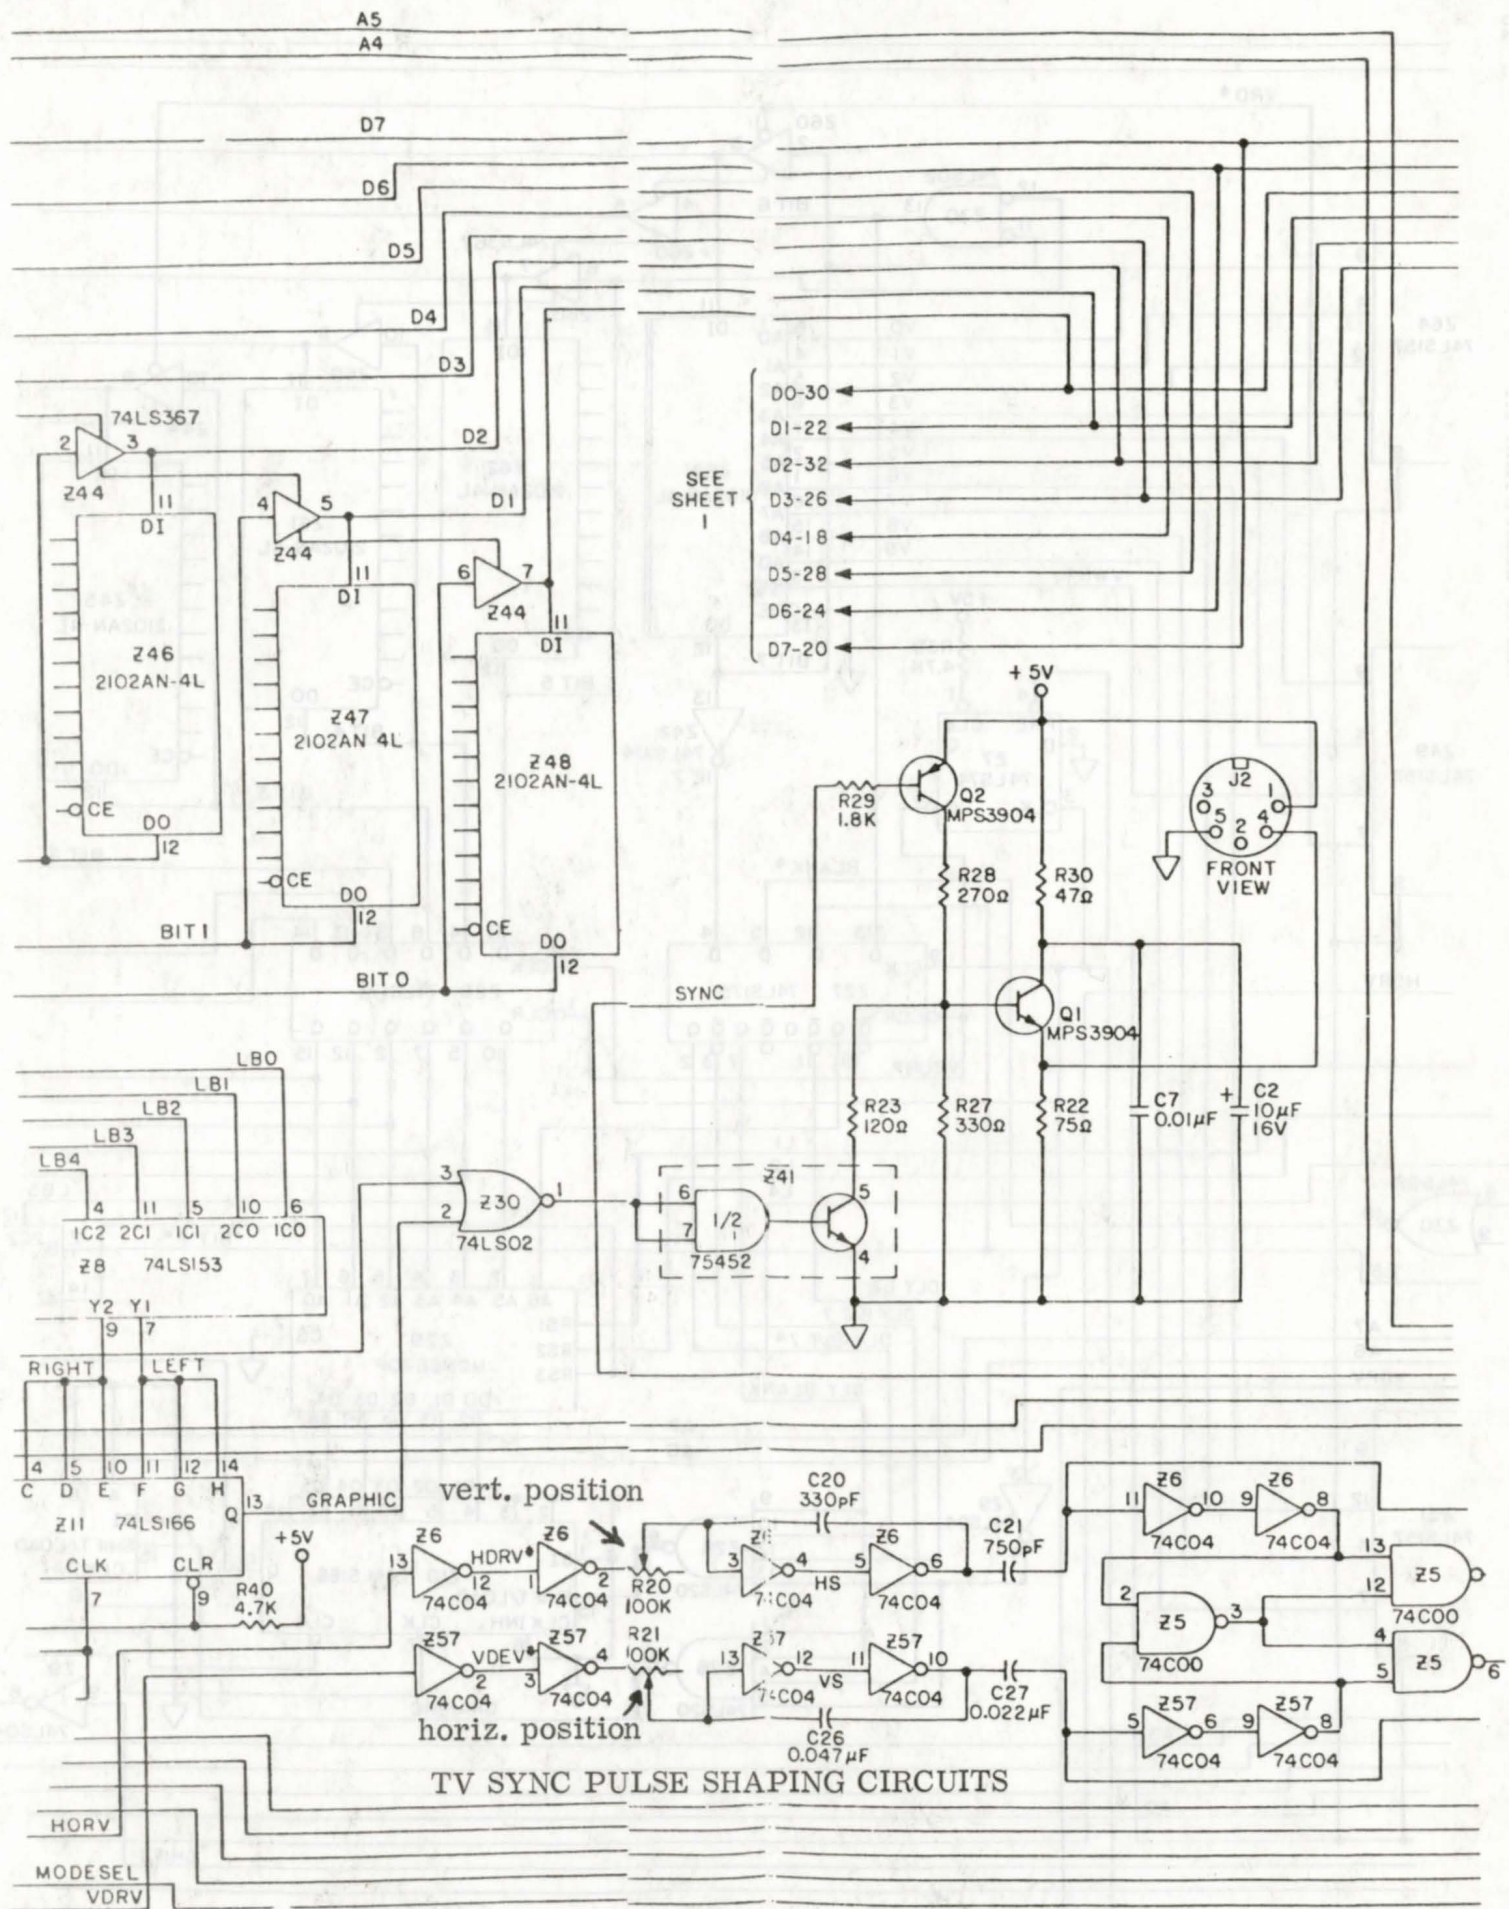 A5
A4
D7
D6
D5
D4
D3
74LS367
2 3
D2
Z44
11
DI
4 5
D1
Z44
11
DI
6 7
Z44
11
DI
Z46
2102AN-4L
Z47
2102AN 4L
Z48
2102AN-4L
CE
DO
12
CE
DO
12
CE
DO
12
BIT 1
BIT 0
SEE
SHEET
1
D0-30
D1-22
D2-32
D3-26
D4-18
D5-28
D6-24
D7-20
+ 5V
R29
1.8K
Q2
MPS3904
J2
3 1
5 2 4
FRONT
VIEW
R28
270Ω
R30
47Ω
SYNC
Q1
MPS3904
R23
120Ω
R27
330Ω
R22
75Ω
C7
0.01µF
+ C2
10µF
16V
LB0
LB1
LB2
LB3
LB4
4 11 5 10 6
1C2 2C1 1C1 2C0 1C0
Z8 74LS153
Y2 Y1
9 7
3
2
Z30
1
74LS02
Z41
6
7
1/2
75452
5
4
RIGHT LEFT
4 5 10 11 12 14
C D E F G H
13
Q
Z11 74LS166
GRAPHIC
CLK CLR
7 9
+5V
R40
4.7K
vert. position
Z6
13 12
74C04
HDRV*
Z6
1 2
74C04
R20
100K
C20
330pF
3 4
74C04
HS
Z6
5 6
74C04
C21
750pF
Z57
2
74C04
VDEV*
Z57
3 4
74C04
R21
100K
13 12
74C04
VS
Z57
11 10
74C04
C27
0.022µF
C26
0.047µF
horiz. position
Z6
11 10
74C04
Z6
9 8
74C04
2
Z5
3
74C00
13
12
Z5
74C00
4
5
Z5
6
Z57
5 6
74C04
Z57
9 8
74C04
TV SYNC PULSE SHAPING CIRCUITS
HORV
MODESEL
VDRV